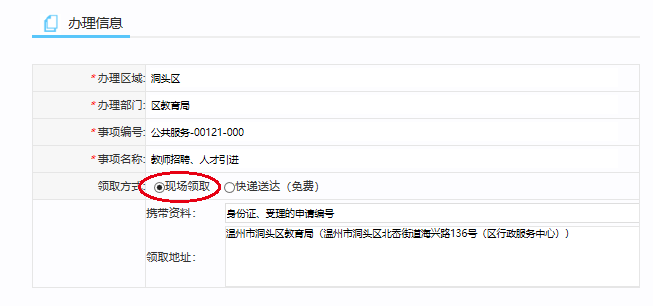 办理信息
*办理区域: 洞头区
*办理部门: 区教育局
*事项编号: 公共服务-00121-000
*事项名称: 教师招聘、人才引进
领取方式: 现场领取 快递送达（免费）
携带资料： 身份证、受理的申请编号
温州市洞头区教育局（温州市洞头区北岙街道海兴路136号（区行政服务中心））
领取地址：